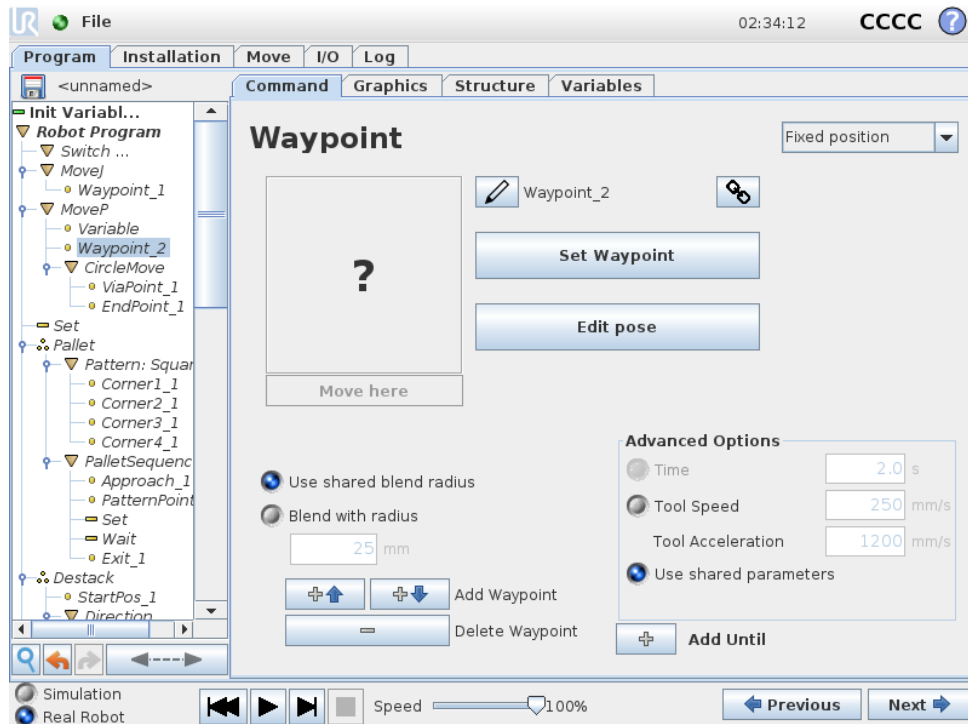 UR File 02:34:12 CCCC ?
Program Installation Move I/O Log
<unnamed>
Command Graphics Structure Variables
Init Variabl...
Robot Program
Switch ...
MoveJ
Waypoint_1
MoveP
Variable
Waypoint_2
CircleMove
ViaPoint_1
EndPoint_1
Set
Pallet
Pattern: Squar
Corner1_1
Corner2_1
Corner3_1
Corner4_1
PalletSequenc
Approach_1
PatternPoint
Set
Wait
Exit_1
Destack
StartPos_1
Direction
Waypoint
Fixed position
?
Waypoint_2
Set Waypoint
Edit pose
Move here
Use shared blend radius
Blend with radius
25 mm
Add Waypoint
Delete Waypoint
Advanced Options
Time 2.0 s
Tool Speed 250 mm/s
Tool Acceleration 1200 mm/s²
Use shared parameters
Add Until
Simulation
Real Robot
Speed 100%
Previous Next